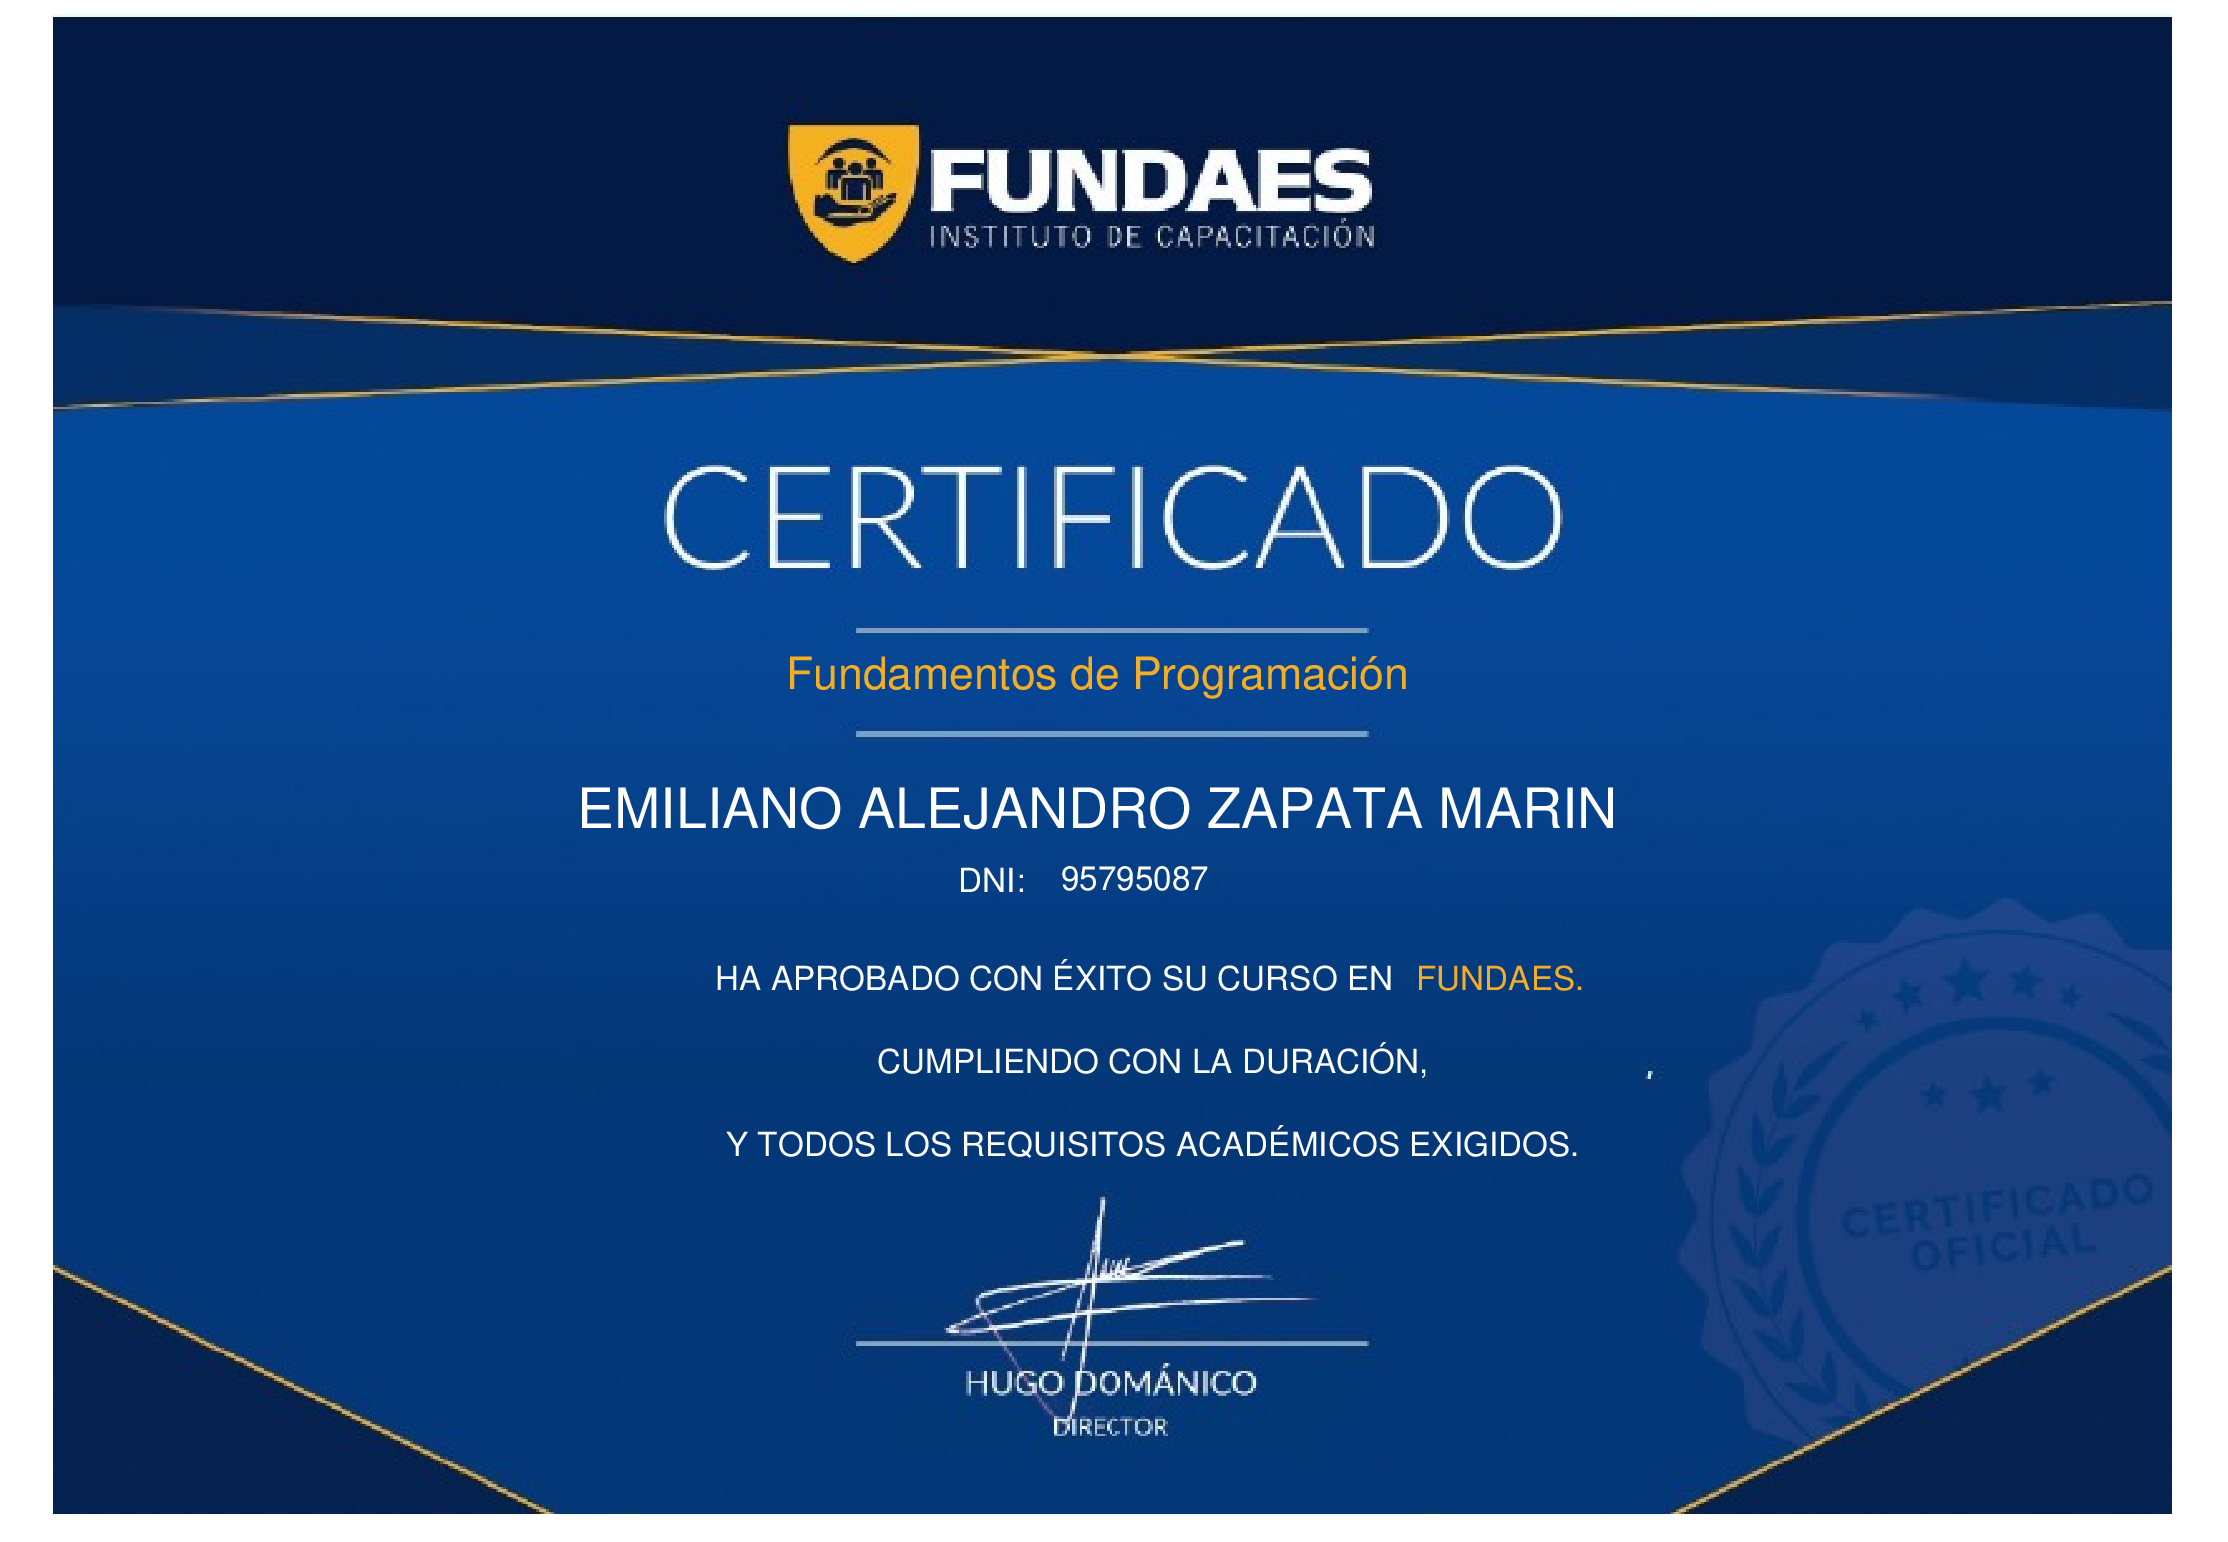 FUNDAES
INSTITUTO DE CAPACITACIÓN
CERTIFICADO
Fundamentos de Programación
EMILIANO ALEJANDRO ZAPATA MARIN
DNI: 95795087
HA APROBADO CON ÉXITO SU CURSO EN FUNDAES.
CUMPLIENDO CON LA DURACIÓN, ,
Y TODOS LOS REQUISITOS ACADÉMICOS EXIGIDOS.
CERTIFICADO
OFICIAL
HUGO DOMÁNICO
DIRECTOR